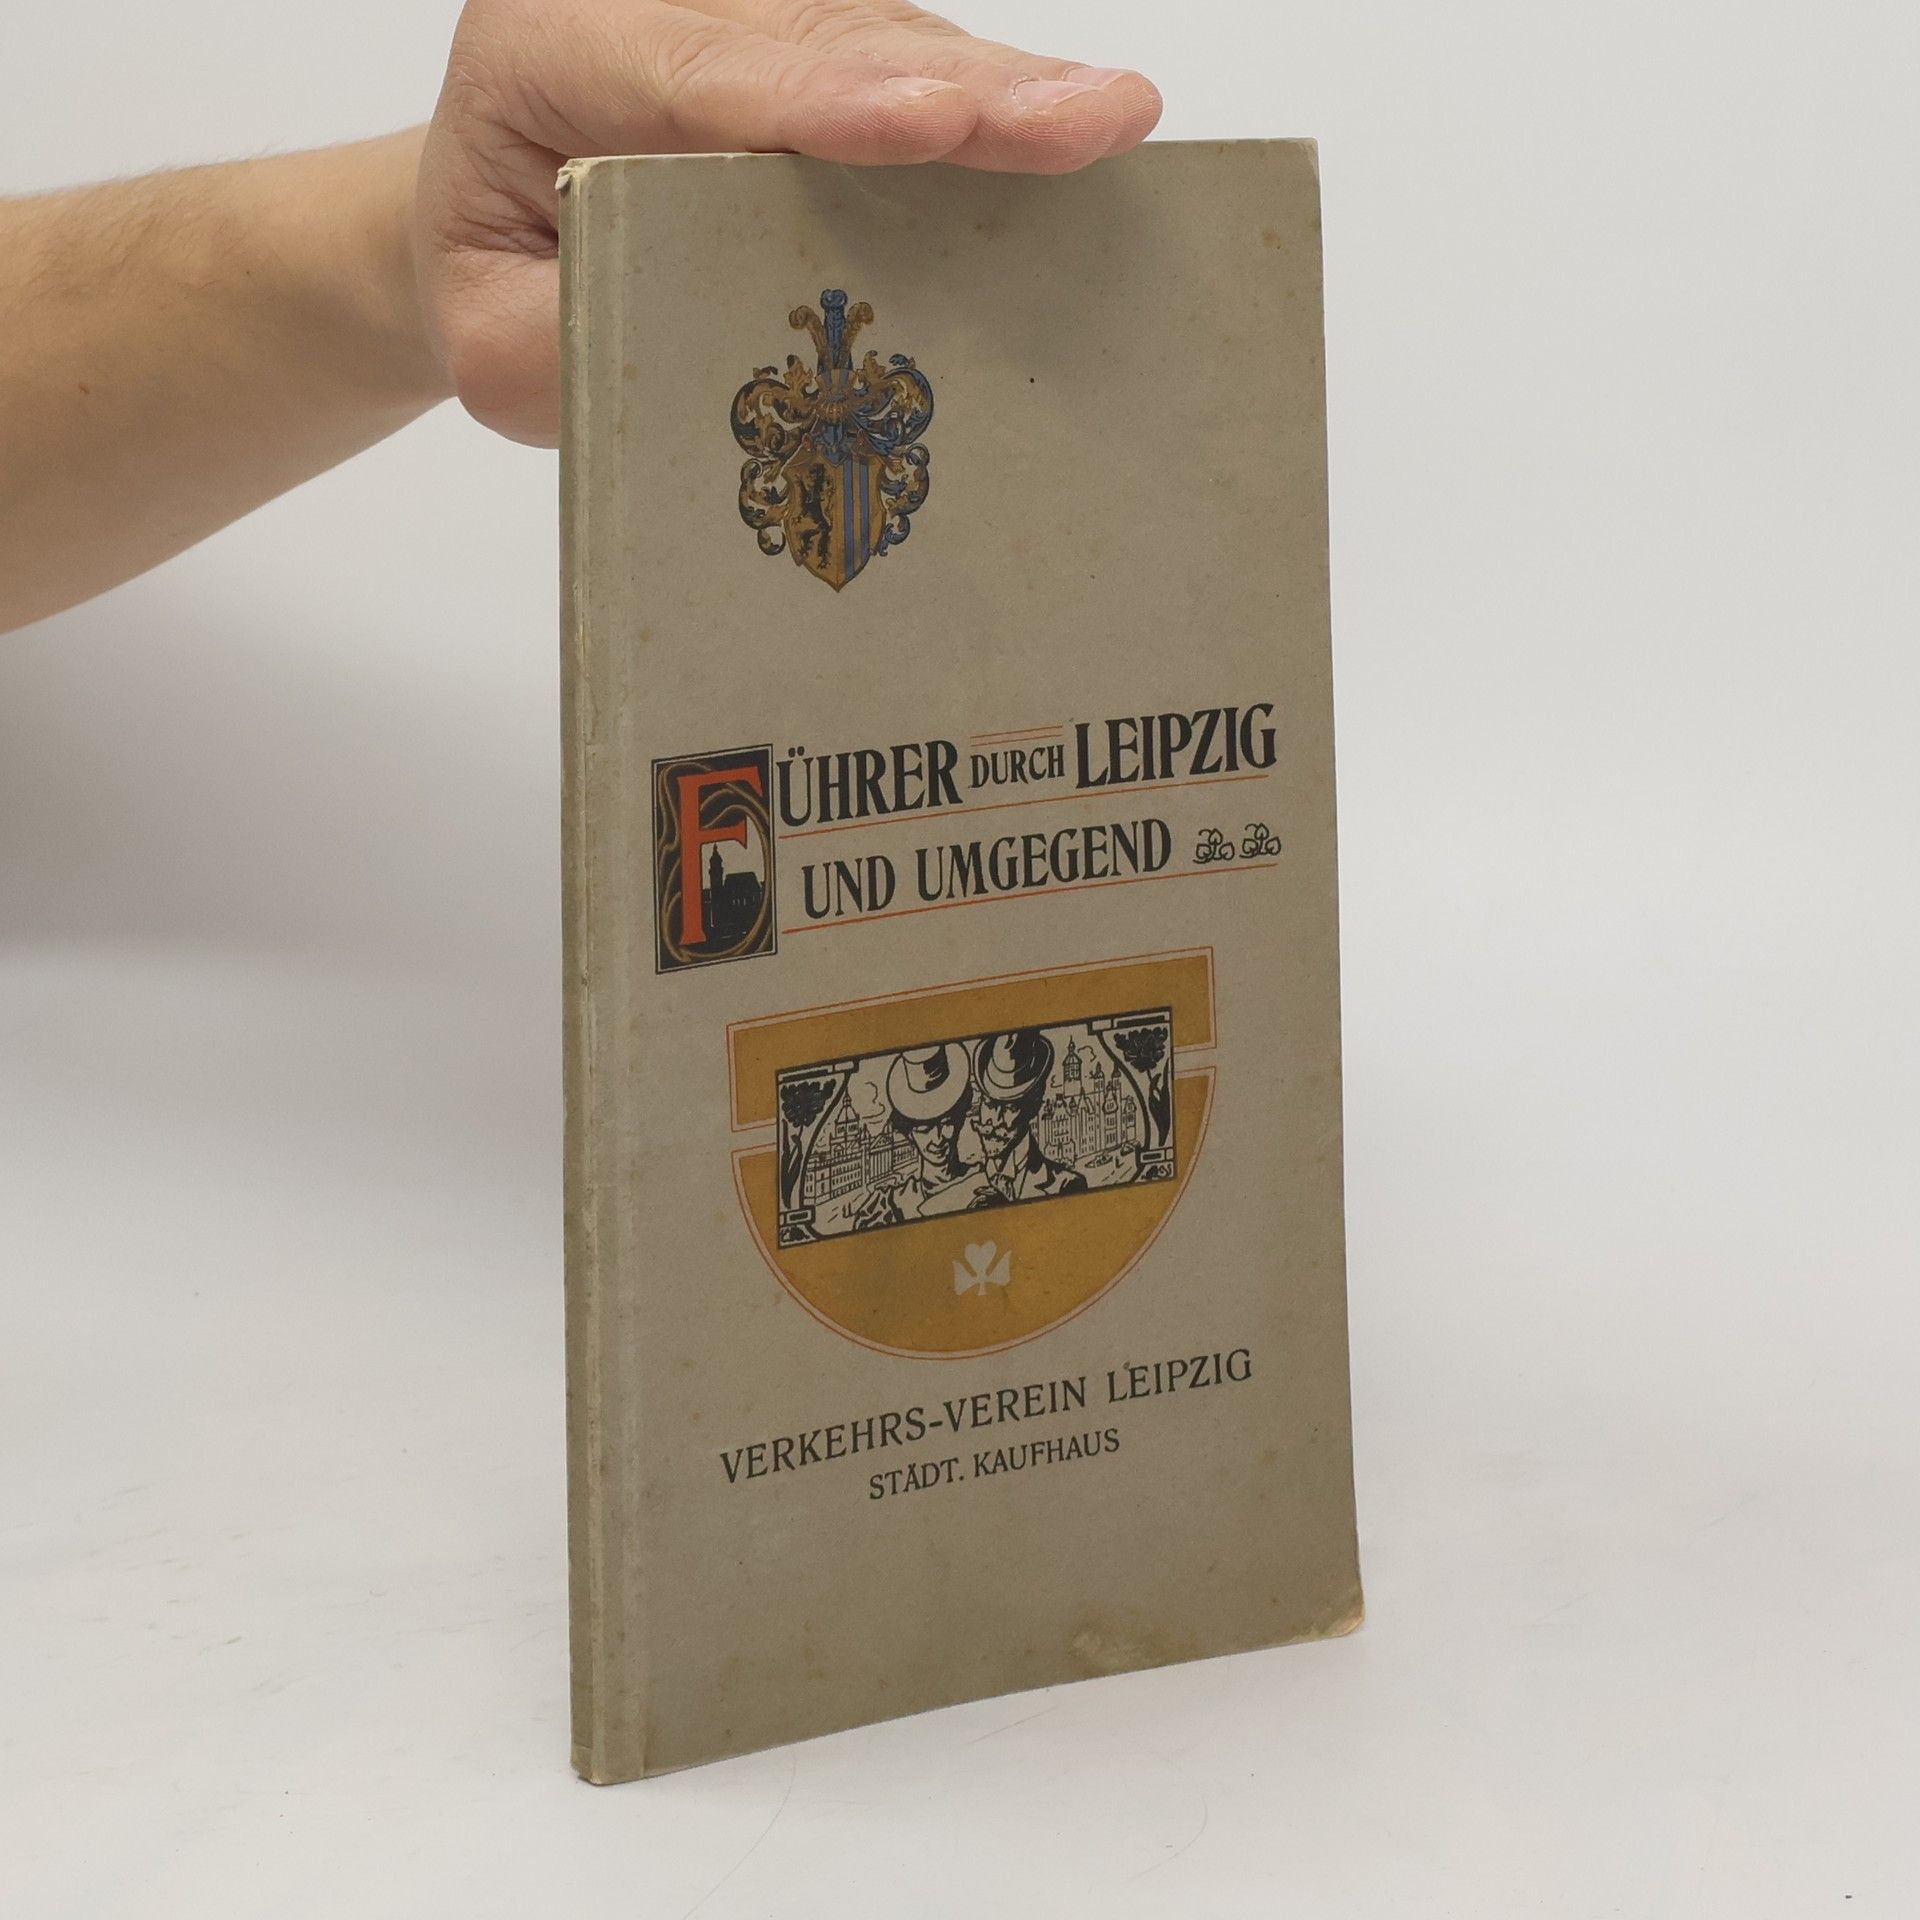 FÜHRER DURCH LEIPZIG
UND UMGEGEND
VERKEHRS-VEREIN LEIPZIG
STÄDT. KAUFHAUS